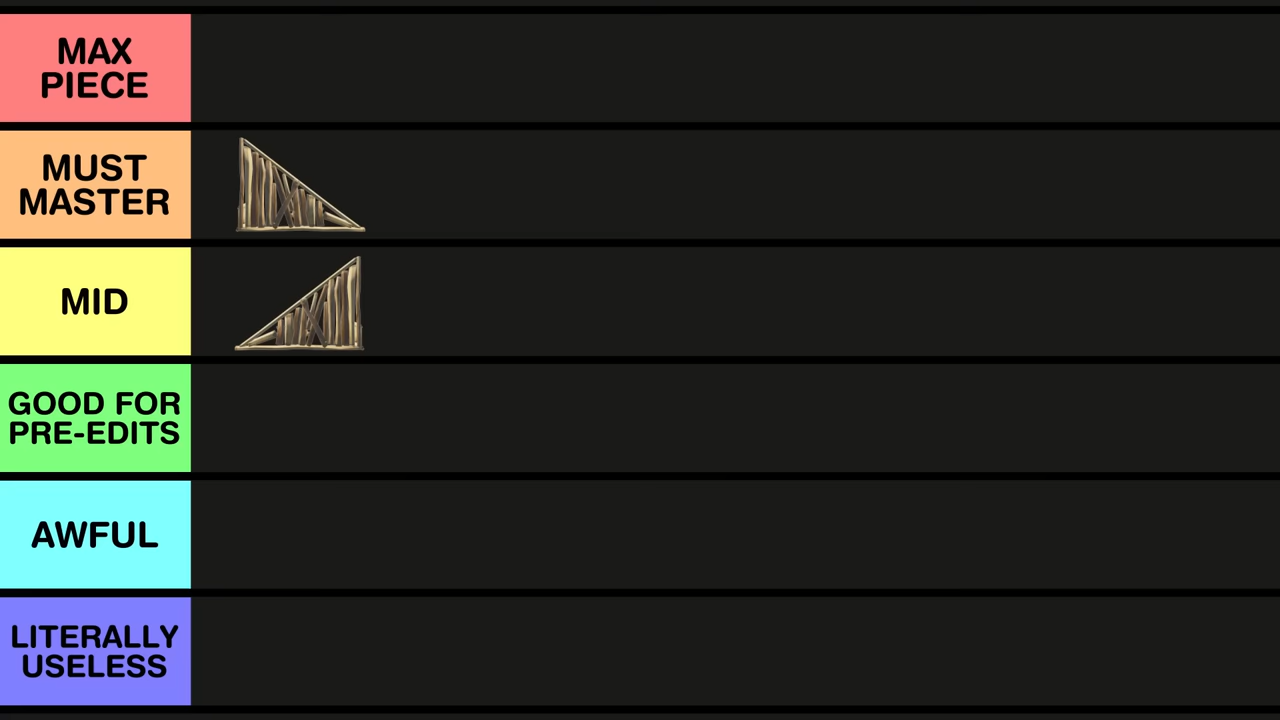 MAX
PIECE
MUST
MASTER
MID
GOOD FOR
PRE-EDITS
AWFUL
LITERALLY
USELESS